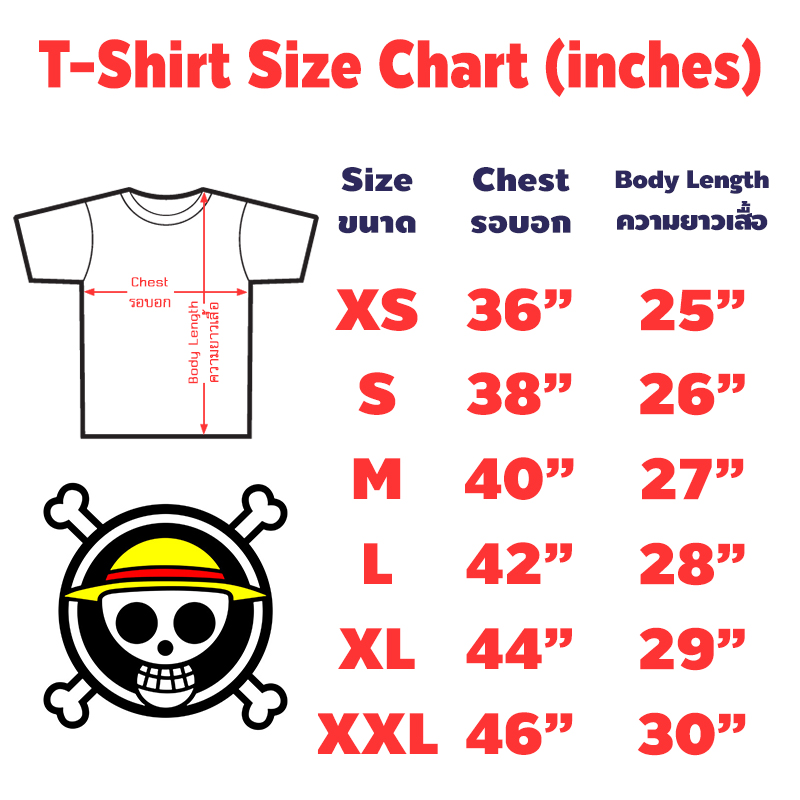 T-Shirt Size Chart (inches)
Size Chest Body Length
ขนาด รอบอก ความยาวเสื้อ
Chest
รอบอก
Body Length
ความยาวเสื้อ
XS 36” 25”
S 38” 26”
M 40” 27”
L 42” 28”
XL 44” 29”
XXL 46” 30”